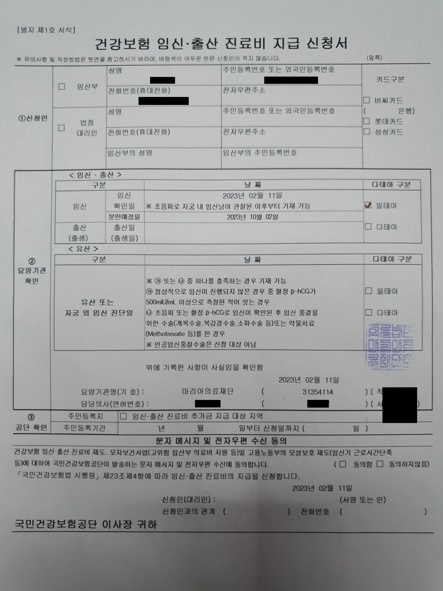 [별지 제1호 서식]
건강보험 임신·출산 진료비 지급 신청서
※ 유의사항 및 작성방법은 뒷면을 참고하시기 바라며, 바탕색이 어두운 란은 신청인이 적지 않습니다. (앞쪽)
①신청인
□ 임산부
성명
주민등록번호 또는 외국인등록번호
카드구분
전화번호(휴대전화)
전자우편주소
□ 비씨카드
( 은행)
□ 롯데카드
□ 삼성카드
□ 법정
대리인
성명
주민등록번호 또는 외국인등록번호
전화번호(휴대전화)
전자우편주소
임산부의 성명
임산부의 주민등록번호
②
요양기관
확인
< 임신 · 출산 >
구분 날 짜 다태아 구분
임신
임신
확인일
2023년 02월 11일
※ 초음파로 자궁 내 임신낭이 관찰된 이후부터 기재 가능
☑ 일태아
분만예정일
2023년 10월 02일
□ 다태아
출산
(출생)
출산일
(출생일)
< 유산 >
구분 날 짜 다태아 구분
유산 또는
자궁 외 임신 진단일
※ ㉮ 또는 ㉯ 중 하나를 충족하는 경우 기재 가능
㉮ 정상적으로 임신이 진행되지 않은 경우 중 혈청 β-hCG가
500mIU/mL 이상으로 측정된 적이 있는 경우
㉯ 초음파 또는 혈청 β-hCG로 임신이 확인된 후 임신 중결을
위한 수술(개복수술,복강경수술,소파수술 등)또는 약물치료
(Methotrexate 등)를 한 경우
※ 인공임신중절수술은 산정 대상 아님
□ 일태아
□ 다태아
위에 기록한 사항이 사실임을 확인함
2023년 02월 11일
요양기관명(기 호) : 마리아의료재단 ( 31354114 ) ( 직
담당의사(면허번호) : ( ) ( 서
③
공단 확인
주민등록지 □ 임신·출산 진료비 추가금 지급 대상 지역
주민등록기간 년 월 일부터 신청일까지 ( 일 )
문자 메시지 및 전자우편 수신 동의
건강보험 임신·출산 진료비 제도, 모자보건사업(고위험 임산부 의료비 지원 등) 및 고용노동부의 모성보호 제도(임신기 근로시간단축
등)에 대하여 국민건강보험공단이 발송하는 문자 메시지 및 전자우편 수신에 동의합니다. ( □ 동의함 □ 동의하지않음)
「국민건강보험법 시행령」 제23조제4항에 따라 임신·출산 진료비의 지급을 신청합니다.
2023년 02월 11일
신청인(대리인) : (서명 또는 인)
신청인과의 관계 ( ) 전화번호 ( )
국민건강보험공단 이사장 귀하